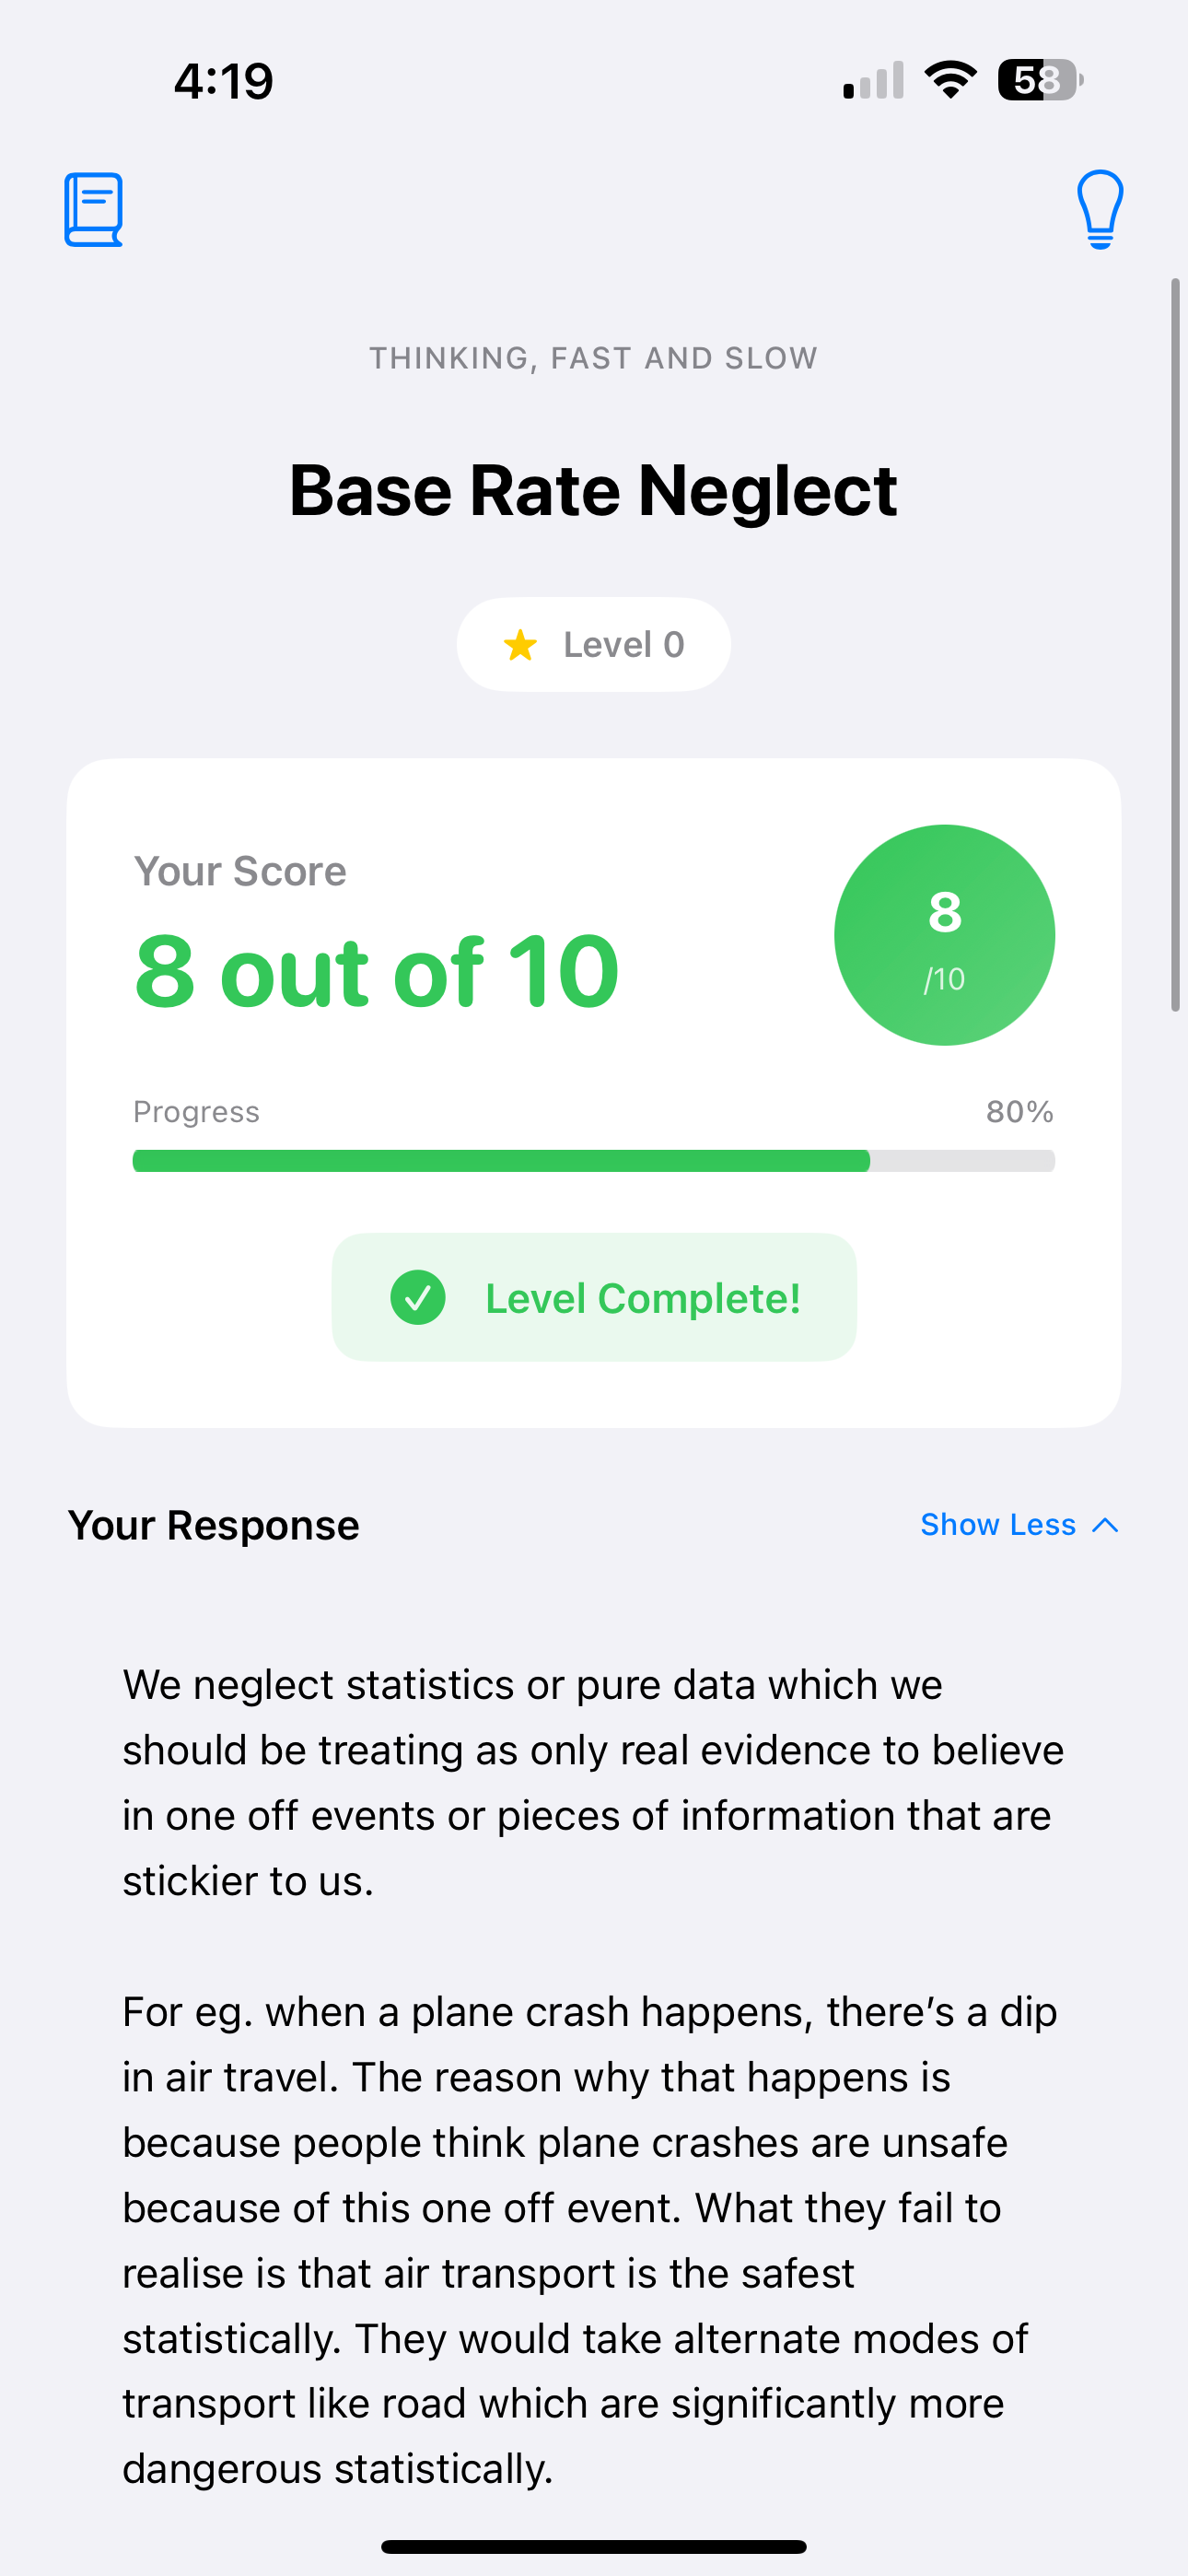 4:19
58
THINKING, FAST AND SLOW
Base Rate Neglect
Level 0
Your Score
8 out of 10
8
/10
Progress
80%
Level Complete!
Your Response
Show Less
We neglect statistics or pure data which we
should be treating as only real evidence to believe
in one off events or pieces of information that are
stickier to us.
For eg. when a plane crash happens, there’s a dip
in air travel. The reason why that happens is
because people think plane crashes are unsafe
because of this one off event. What they fail to
realise is that air transport is the safest
statistically. They would take alternate modes of
transport like road which are significantly more
dangerous statistically.